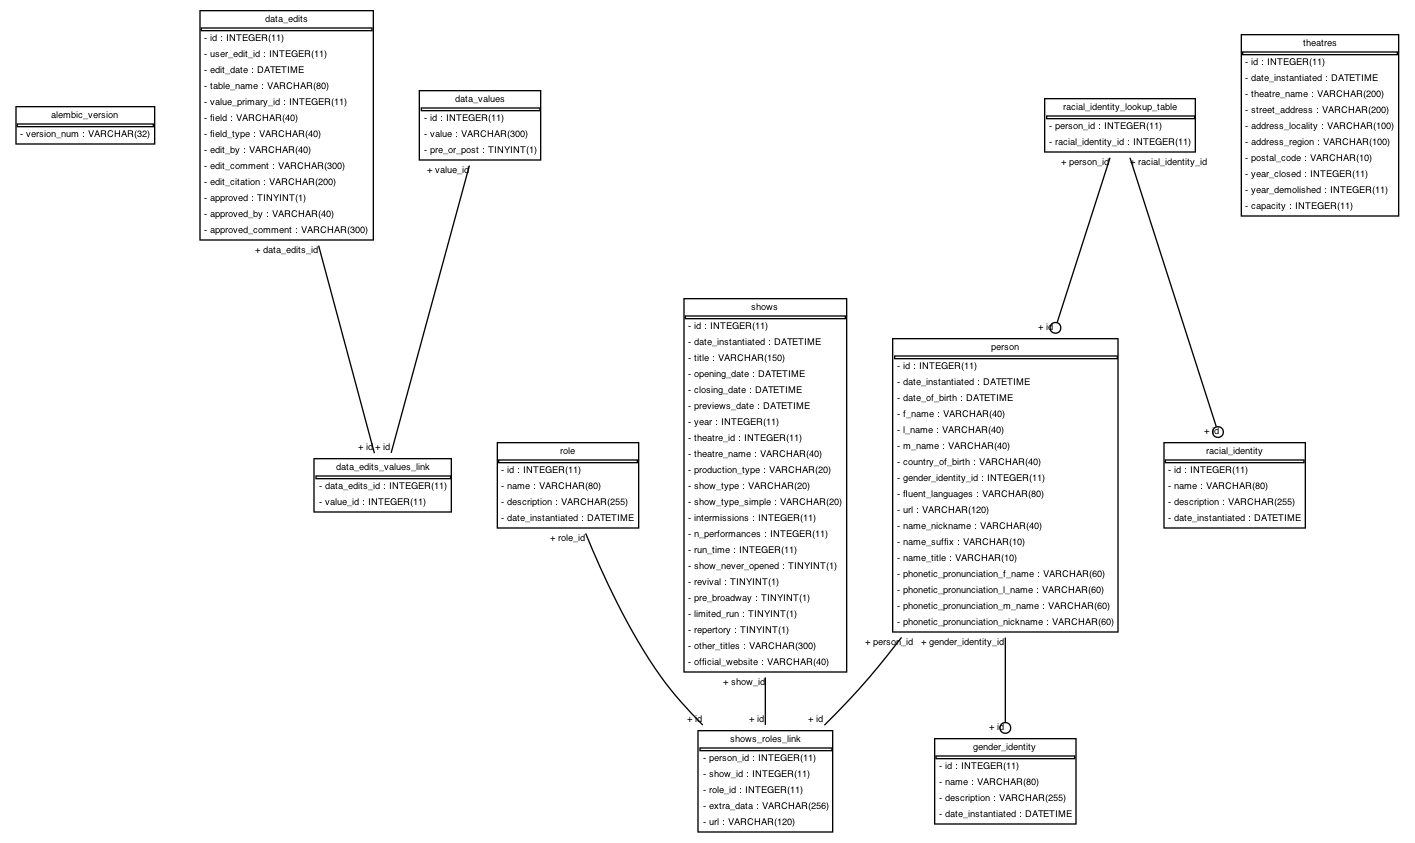 data_edits
- id : INTEGER(11)
- user_edit_id : INTEGER(11)
- edit_date : DATETIME
- table_name : VARCHAR(80)
- value_primary_id : INTEGER(11)
- field : VARCHAR(40)
- field_type : VARCHAR(40)
- edit_by : VARCHAR(40)
- edit_comment : VARCHAR(300)
- edit_citation : VARCHAR(200)
- approved : TINYINT(1)
- approved_by : VARCHAR(40)
- approved_comment : VARCHAR(300)
+ data_edits_id
alembic_version
- version_num : VARCHAR(32)
data_values
- id : INTEGER(11)
- value : VARCHAR(300)
- pre_or_post : TINYINT(1)
+ value_id
racial_identity_lookup_table
- person_id : INTEGER(11)
- racial_identity_id : INTEGER(11)
+ person_id
+ racial_identity_id
theatres
- id : INTEGER(11)
- date_instantiated : DATETIME
- theatre_name : VARCHAR(200)
- street_address : VARCHAR(200)
- address_locality : VARCHAR(100)
- address_region : VARCHAR(100)
- postal_code : VARCHAR(10)
- year_closed : INTEGER(11)
- year_demolished : INTEGER(11)
- capacity : INTEGER(11)
+ id
+ id
data_edits_values_link
- data_edits_id : INTEGER(11)
- value_id : INTEGER(11)
role
- id : INTEGER(11)
- name : VARCHAR(80)
- description : VARCHAR(255)
- date_instantiated : DATETIME
+ role_id
shows
- id : INTEGER(11)
- date_instantiated : DATETIME
- title : VARCHAR(150)
- opening_date : DATETIME
- closing_date : DATETIME
- previews_date : DATETIME
- year : INTEGER(11)
- theatre_id : INTEGER(11)
- theatre_name : VARCHAR(40)
- production_type : VARCHAR(20)
- show_type : VARCHAR(20)
- show_type_simple : VARCHAR(20)
- intermissions : INTEGER(11)
- n_performances : INTEGER(11)
- run_time : INTEGER(11)
- show_never_opened : TINYINT(1)
- revival : TINYINT(1)
- pre_broadway : TINYINT(1)
- limited_run : TINYINT(1)
- repertory : TINYINT(1)
- other_titles : VARCHAR(300)
- official_website : VARCHAR(40)
+ show_id
+ id
person
- id : INTEGER(11)
- date_instantiated : DATETIME
- date_of_birth : DATETIME
- f_name : VARCHAR(40)
- l_name : VARCHAR(40)
- m_name : VARCHAR(40)
- country_of_birth : VARCHAR(40)
- gender_identity_id : INTEGER(11)
- fluent_languages : VARCHAR(80)
- url : VARCHAR(120)
- name_nickname : VARCHAR(40)
- name_suffix : VARCHAR(10)
- name_title : VARCHAR(10)
- phonetic_pronunciation_f_name : VARCHAR(60)
- phonetic_pronunciation_l_name : VARCHAR(60)
- phonetic_pronunciation_m_name : VARCHAR(60)
- phonetic_pronunciation_nickname : VARCHAR(60)
+ person_id
+ gender_identity_id
+ id
racial_identity
- id : INTEGER(11)
- name : VARCHAR(80)
- description : VARCHAR(255)
- date_instantiated : DATETIME
+ id
+ id
+ id
shows_roles_link
- person_id : INTEGER(11)
- show_id : INTEGER(11)
- role_id : INTEGER(11)
- extra_data : VARCHAR(256)
- url : VARCHAR(120)
+ id
gender_identity
- id : INTEGER(11)
- name : VARCHAR(80)
- description : VARCHAR(255)
- date_instantiated : DATETIME